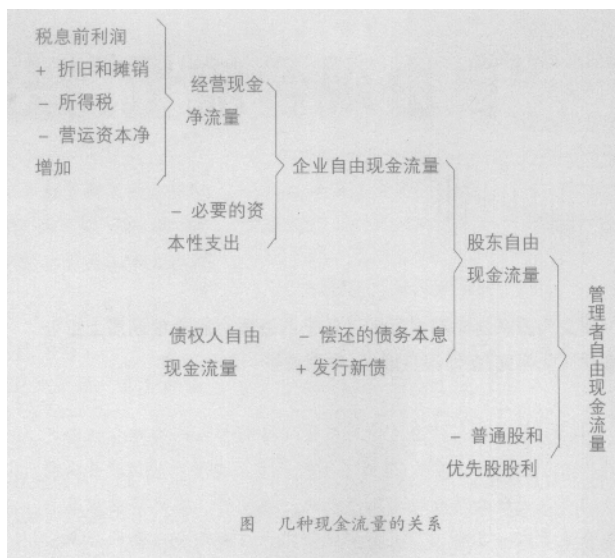 税息前利润
+ 折旧和摊销
- 所得税
- 营运资本净
增加
经营现金
净流量
- 必要的资
本性支出
企业自由现金流量
债权人自由
现金流量
- 偿还的债务本息
+ 发行新债
股东自由
现金流量
- 普通股和
优先股股利
管理者自由现金流量
图 几种现金流量的关系